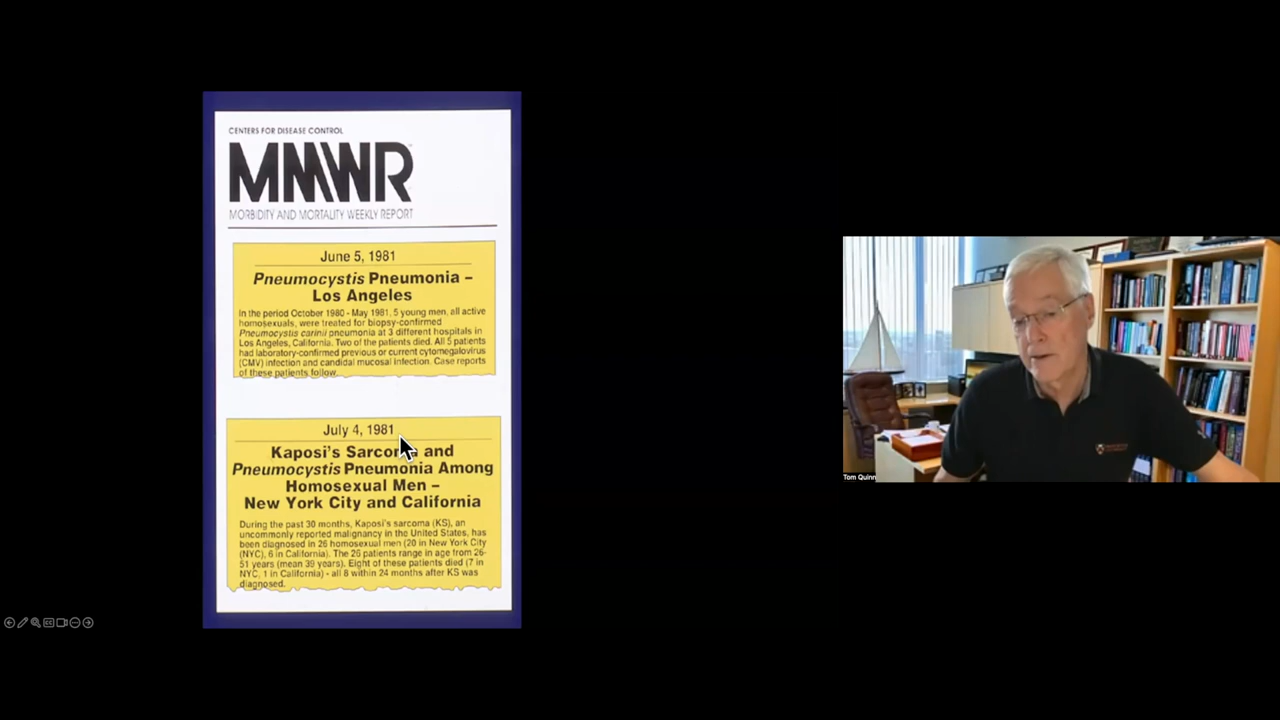 CENTERS FOR DISEASE CONTROL
MMWR
MORBIDITY AND MORTALITY WEEKLY REPORT
June 5, 1981
Pneumocystis Pneumonia –
Los Angeles
In the period October 1980 - May 1981, 5 young men, all active
homosexuals, were treated for biopsy-confirmed
Pneumocystis carinii pneumonia at 3 different hospitals in
Los Angeles, California. Two of the patients died. All 5 patients
had laboratory-confirmed previous or current cytomegalovirus
(CMV) infection and candidal mucosal infection. Case reports
of these patients follow.
July 4, 1981
Kaposi's Sarcoma and
Pneumocystis Pneumonia Among
Homosexual Men –
New York City and California
During the past 30 months, Kaposi's sarcoma (KS), an
uncommonly reported malignancy in the United States, has
been diagnosed in 26 homosexual men (20 in New York City
(NYC), 6 in California). The 26 patients range in age from 26-
51 years (mean 39 years). Eight of these patients died (7 in
NYC, 1 in California) - all 8 within 24 months after KS was
diagnosed.
Tom Quinn